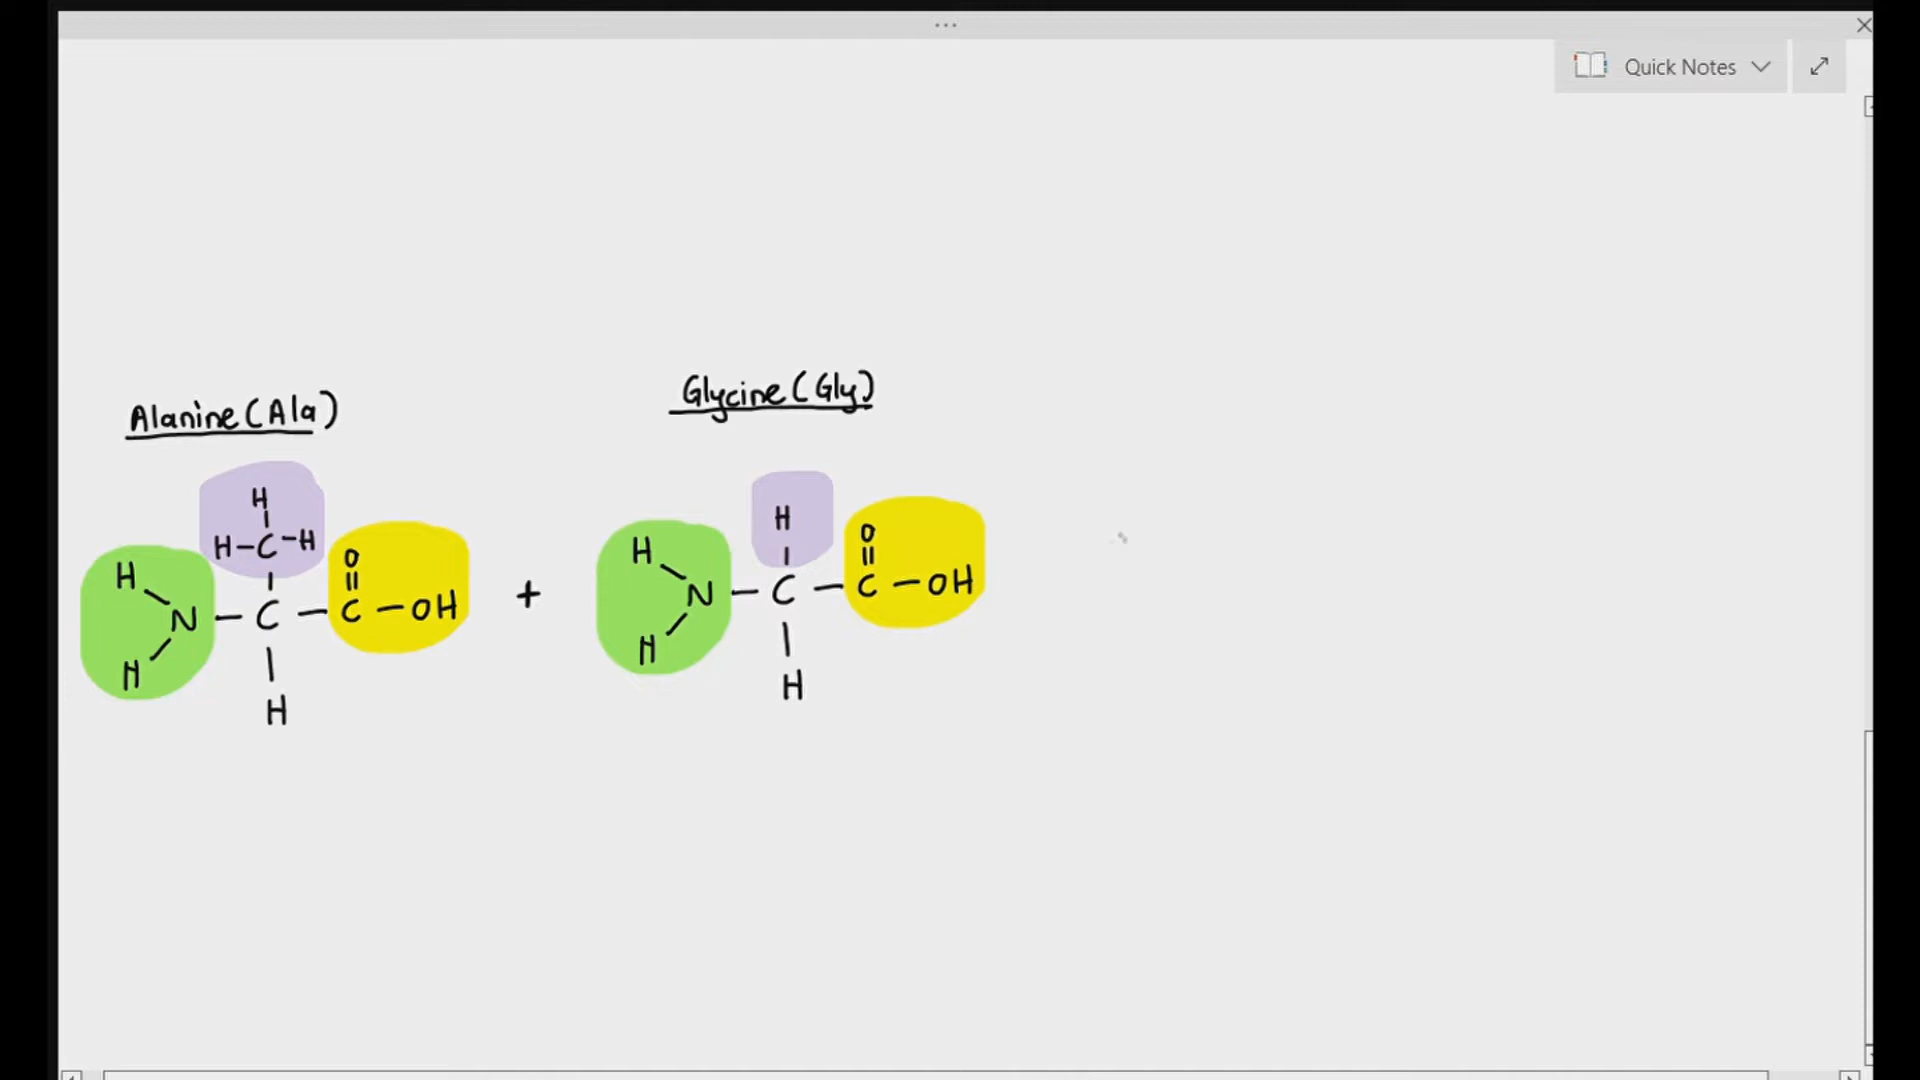 Quick Notes
Alanine (Ala)
Glycine (Gly)
H
H-C-H
H
N - C - C - OH
O
H
H
+
H
H
N - C - C - OH
O
H
H